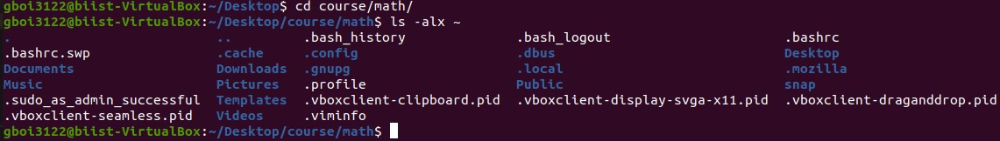 gboi3122@biist-VirtualBox:~/Desktop$ cd course/math/
gboi3122@biist-VirtualBox:~/Desktop/course/math$ ls -alx ~
. .. .bash_history .bash_logout .bashrc
.bashrc.swp .cache .config .dbus Desktop
Documents Downloads .gnupg .local .mozilla
Music Pictures .profile Public snap
.sudo_as_admin_successful Templates .vboxclient-clipboard.pid .vboxclient-display-svga-x11.pid .vboxclient-draganddrop.pid
.vboxclient-seamless.pid Videos .viminfo
gboi3122@biist-VirtualBox:~/Desktop/course/math$